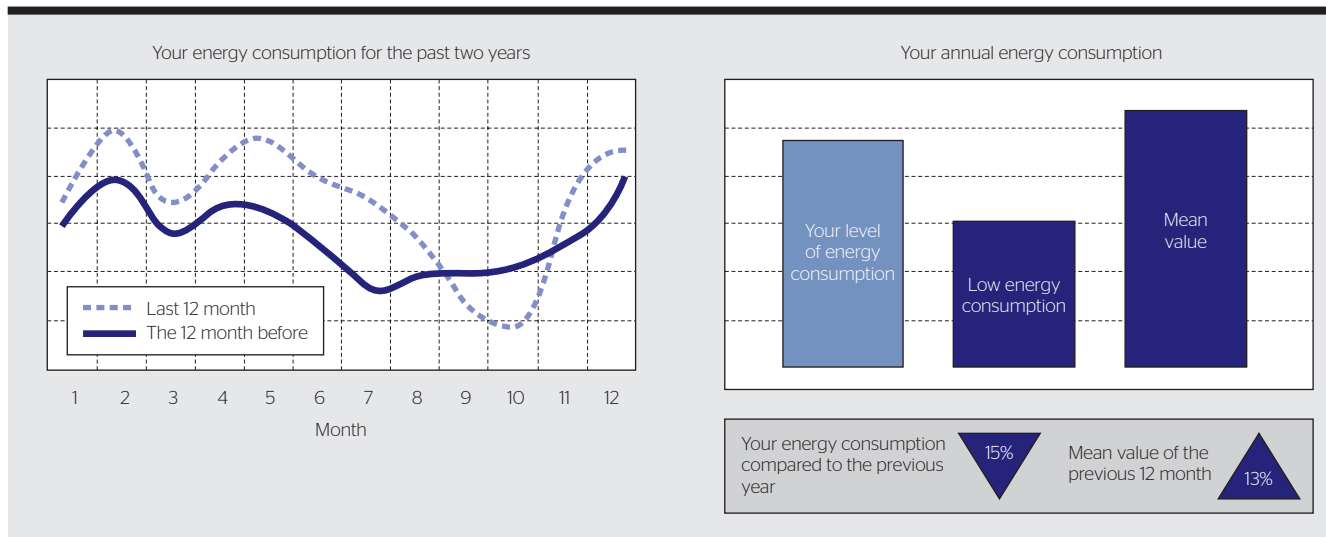 Your energy consumption for the past two years
Last 12 month
The 12 month before
1 2 3 4 5 6 7 8 9 10 11 12
Month
Your annual energy consumption
Your level
of energy
consumption
Low energy
consumption
Mean
value
Your energy consumption
compared to the previous
year
15%
Mean value of the
previous 12 month
13%